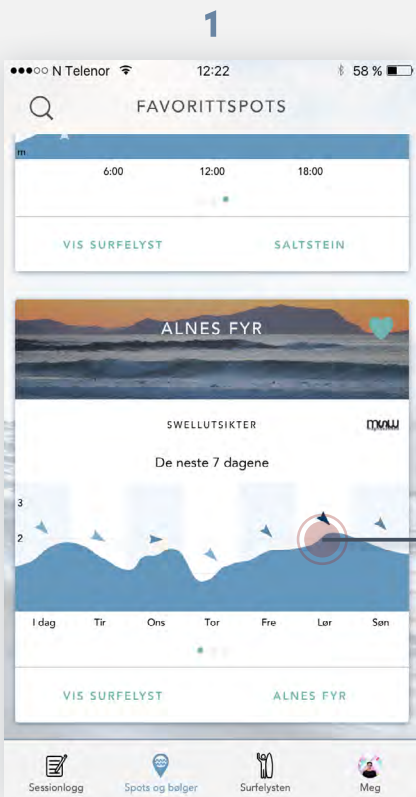 1
N Telenor 12:22 58 %
FAVORITTSPOTS
m
6:00 12:00 18:00
VIS SURFELYST SALTSTEIN
ALNES FYR
SWELLUTSIKTER
De neste 7 dagene
3
2
I dag Tir Ons Tor Fre Lør Søn
VIS SURFELYST ALNES FYR
Sessionlogg Spots og bølger Surfelysten Meg